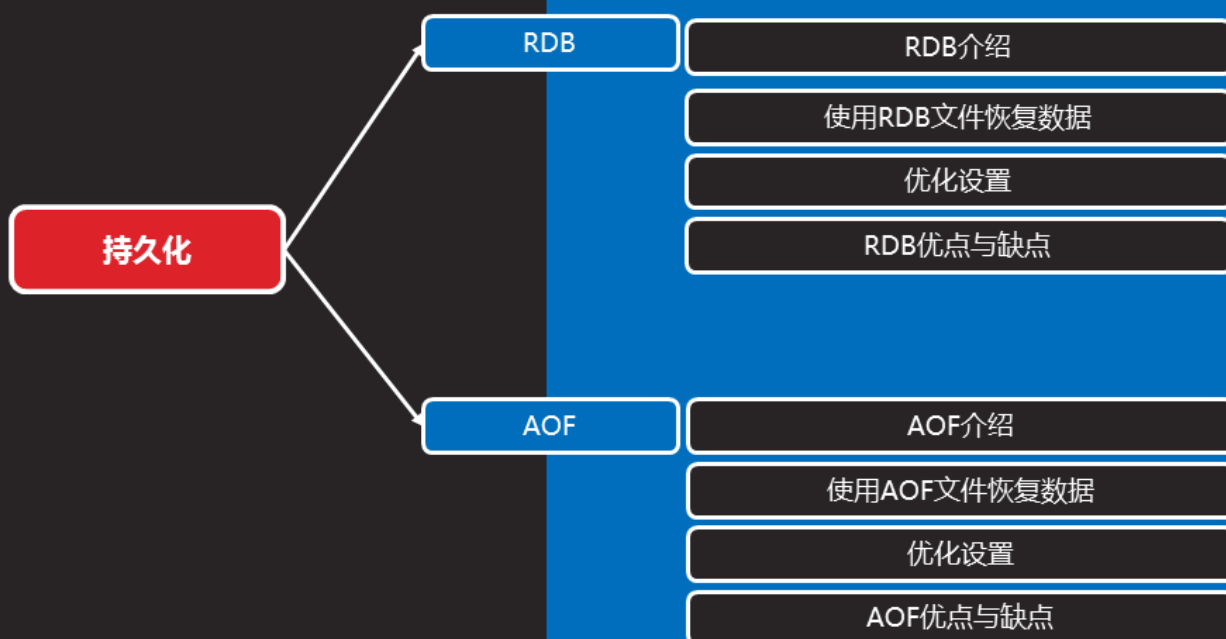 持久化
RDB
RDB介绍
使用RDB文件恢复数据
优化设置
RDB优点与缺点
AOF
AOF介绍
使用AOF文件恢复数据
优化设置
AOF优点与缺点